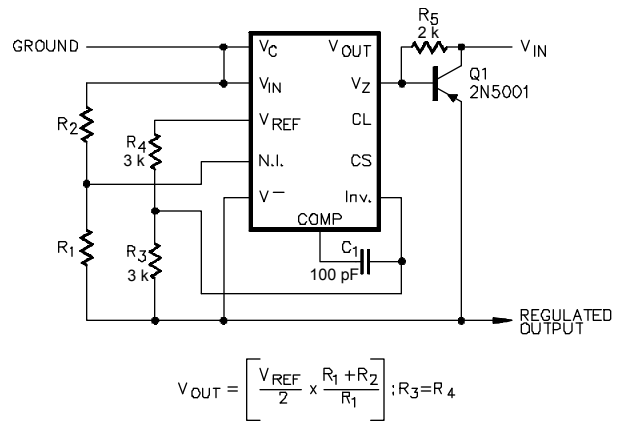 R5
2 k
GROUND
VC
VOUT
VIN
VIN
VZ
Q1
2N5001
R2
VREF
CL
R4
3 k
N.I.
CS
V−
Inv.
COMP
R1
R3
3 k
C1
100 pF
REGULATED
OUTPUT
VOUT = [VREF/2 x R1+R2/R1] ; R3=R4